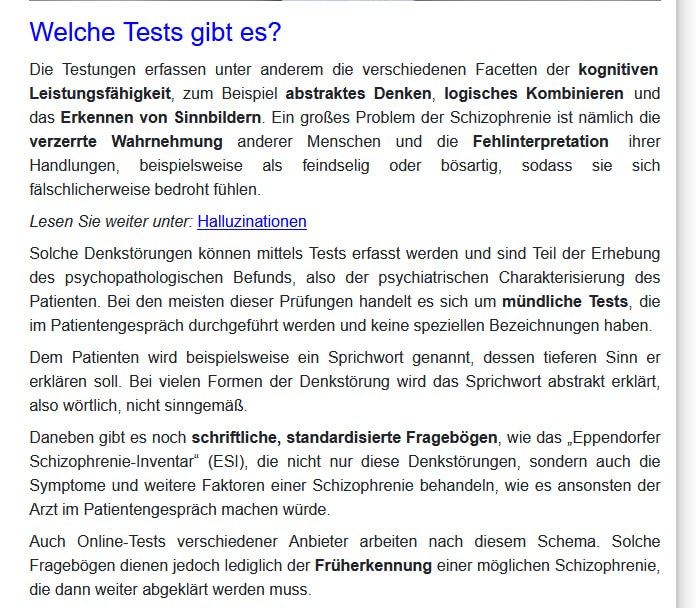 Welche Tests gibt es?
Die Testungen erfassen unter anderem die verschiedenen Facetten der kognitiven
Leistungsfähigkeit, zum Beispiel abstraktes Denken, logisches Kombinieren und
das Erkennen von Sinnbildern. Ein großes Problem der Schizophrenie ist nämlich die
verzerrte Wahrnehmung anderer Menschen und die Fehlinterpretation ihrer
Handlungen, beispielsweise als feindselig oder bösartig, sodass sie sich
fälschlicherweise bedroht fühlen.
Lesen Sie weiter unter: Halluzinationen
Solche Denkstörungen können mittels Tests erfasst werden und sind Teil der Erhebung
des psychopathologischen Befunds, also der psychiatrischen Charakterisierung des
Patienten. Bei den meisten dieser Prüfungen handelt es sich um mündliche Tests, die
im Patientengespräch durchgeführt werden und keine speziellen Bezeichnungen haben.
Dem Patienten wird beispielsweise ein Sprichwort genannt, dessen tieferen Sinn er
erklären soll. Bei vielen Formen der Denkstörung wird das Sprichwort abstrakt erklärt,
also wörtlich, nicht sinngemäß.
Daneben gibt es noch schriftliche, standardisierte Fragebögen, wie das „Eppendorfer
Schizophrenie-Inventar“ (ESI), die nicht nur diese Denkstörungen, sondern auch die
Symptome und weitere Faktoren einer Schizophrenie behandeln, wie es ansonsten der
Arzt im Patientengespräch machen würde.
Auch Online-Tests verschiedener Anbieter arbeiten nach diesem Schema. Solche
Fragebögen dienen jedoch lediglich der Früherkennung einer möglichen Schizophrenie,
die dann weiter abgeklärt werden muss.